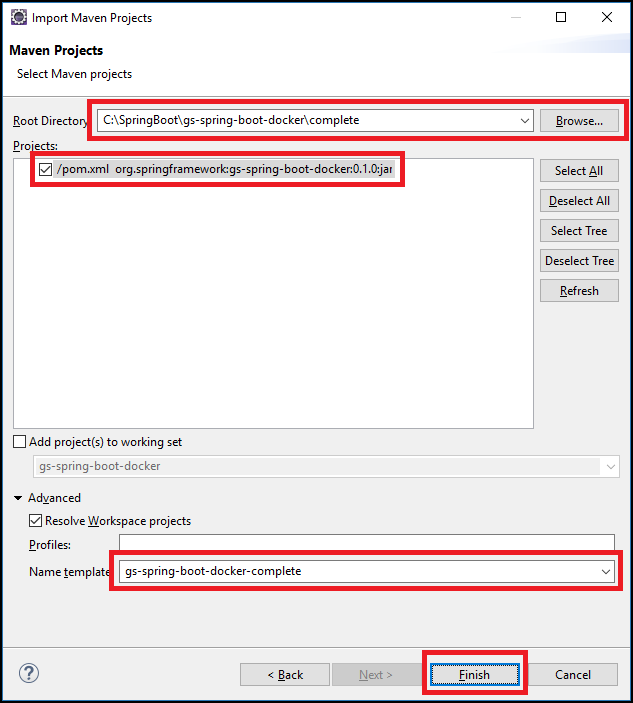 Import Maven Projects
Maven Projects
Select Maven projects
Root Directory
C:\SpringBoot\gs-spring-boot-docker\complete
Browse...
Projects:
/pom.xml org.springframework:gs-spring-boot-docker:0.1.0:jar
Select All
Deselect All
Select Tree
Deselect Tree
Refresh
Add project(s) to working set
gs-spring-boot-docker
Advanced
Resolve Workspace projects
Profiles:
Name template
gs-spring-boot-docker-complete
?
< Back
Next >
Finish
Cancel